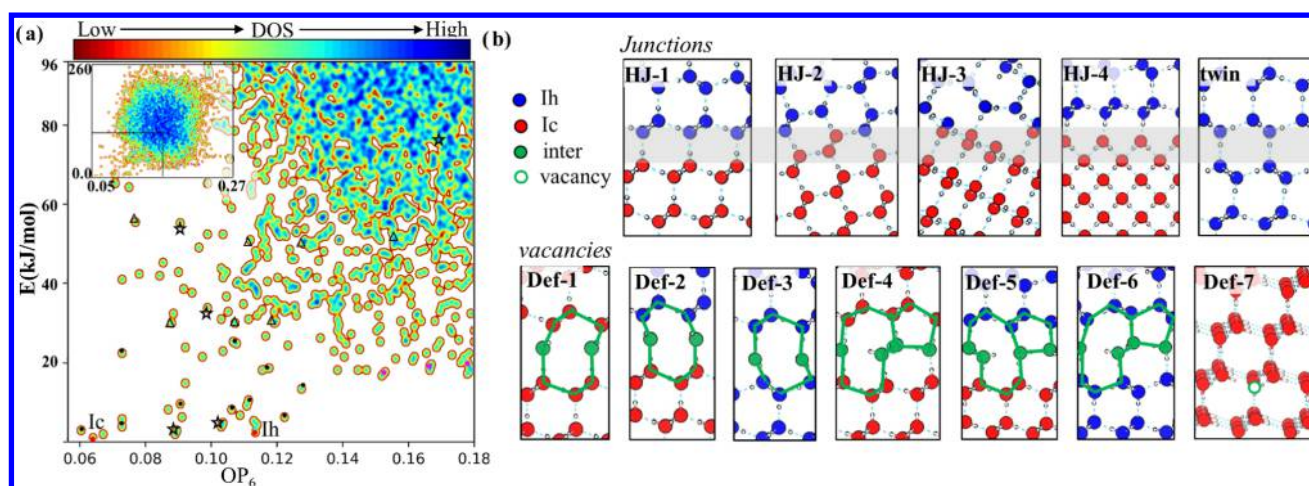 (a)
Low DOS High
E(kJ/mol)
96
80
60
40
20
260
0.0
0.05 0.27
Ic
Ih
0.06 0.08 0.10 0.12 0.14 0.16 0.18
OP6
(b)
Junctions
Ih
Ic
inter
vacancy
HJ-1 HJ-2 HJ-3 HJ-4 twin
vacancies
Def-1 Def-2 Def-3 Def-4 Def-5 Def-6 Def-7